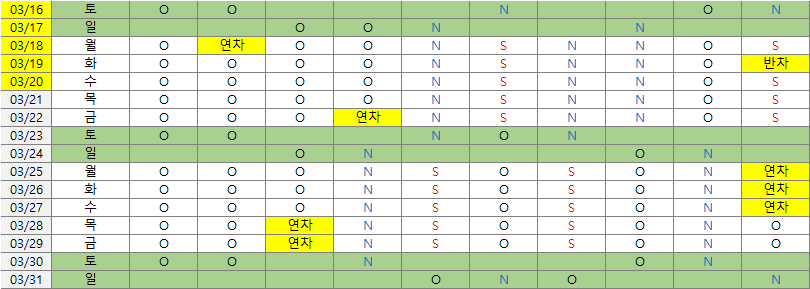 03/16 토 O O N O N
03/17 일 O O N N
03/18 월 O 연차 O O N S N N O S
03/19 화 O O O O N S N N O 반차
03/20 수 O O O O N S N N O S
03/21 목 O O O O N S N N O S
03/22 금 O O O 연차 N S N N O S
03/23 토 O O N O N
03/24 일 O N O N
03/25 월 O O O N S O S O N 연차
03/26 화 O O O N S O S O N 연차
03/27 수 O O O N S O S O N 연차
03/28 목 O O 연차 N S O S O N O
03/29 금 O O 연차 N S O S O N O
03/30 토 O O N O N
03/31 일 O N O N